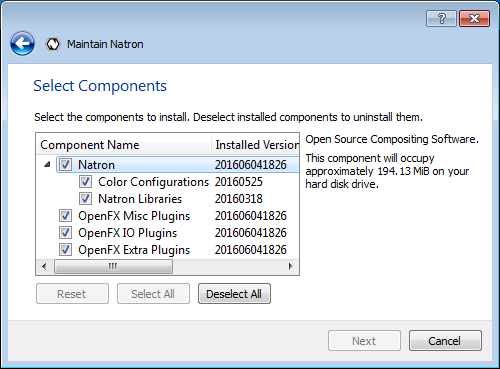 Maintain Natron
Select Components
Select the components to install. Deselect installed components to uninstall them.
Component Name Installed Version
Natron 201606041826
Color Configurations 20160525
Natron Libraries 20160318
OpenFX Misc Plugins 201606041826
OpenFX IO Plugins 201606041826
OpenFX Extra Plugins 201606041826
Open Source Compositing Software.
This component will occupy
approximately 194.13 MiB on your
hard disk drive.
Reset Select All Deselect All
Next Cancel